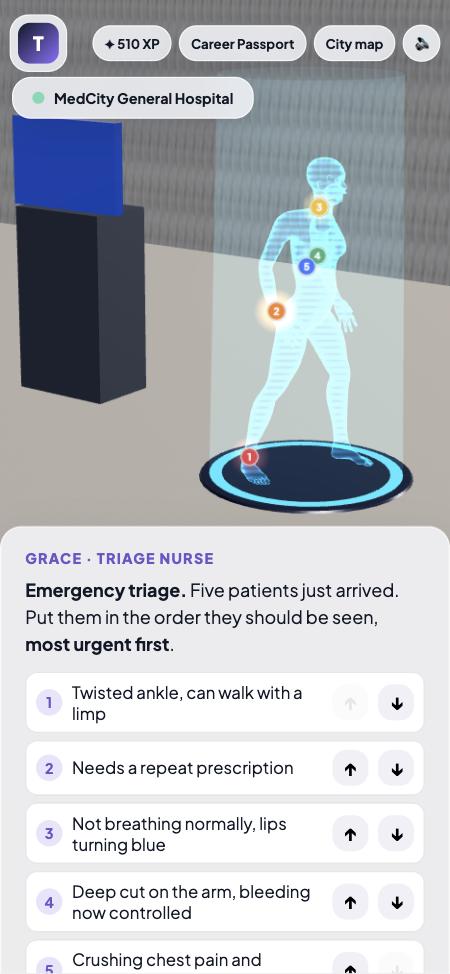 T
✦ 510 XP
Career Passport
City map
MedCity General Hospital
3
4
5
2
1
GRACE · TRIAGE NURSE
Emergency triage. Five patients just arrived.
Put them in the order they should be seen,
most urgent first.
1 Twisted ankle, can walk with a
limp
2 Needs a repeat prescription
3 Not breathing normally, lips
turning blue
4 Deep cut on the arm, bleeding
now controlled
5 Crushing chest pain and